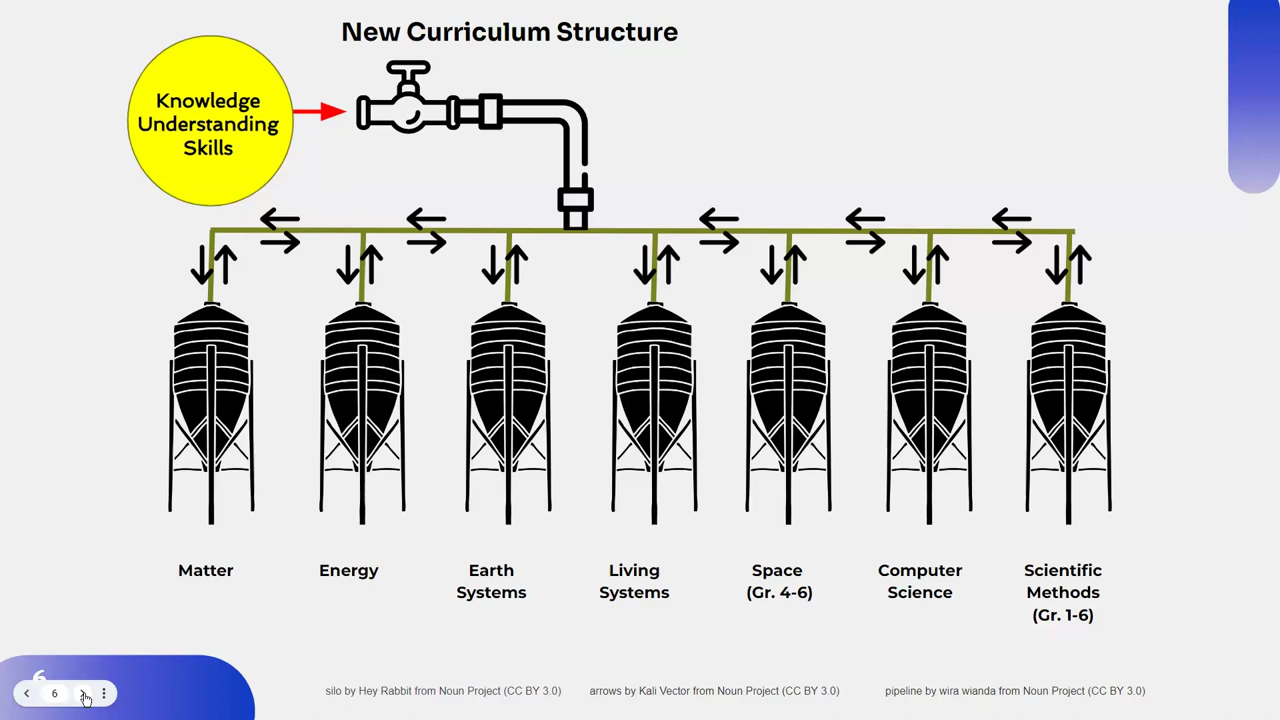 New Curriculum Structure
Knowledge
Understanding
Skills
Matter
Energy
Earth
Systems
Living
Systems
Space
(Gr. 4-6)
Computer
Science
Scientific
Methods
(Gr. 1-6)
6
6
silo by Hey Rabbit from Noun Project (CC BY 3.0)
arrows by Kali Vector from Noun Project (CC BY 3.0)
pipeline by wira wianda from Noun Project (CC BY 3.0)